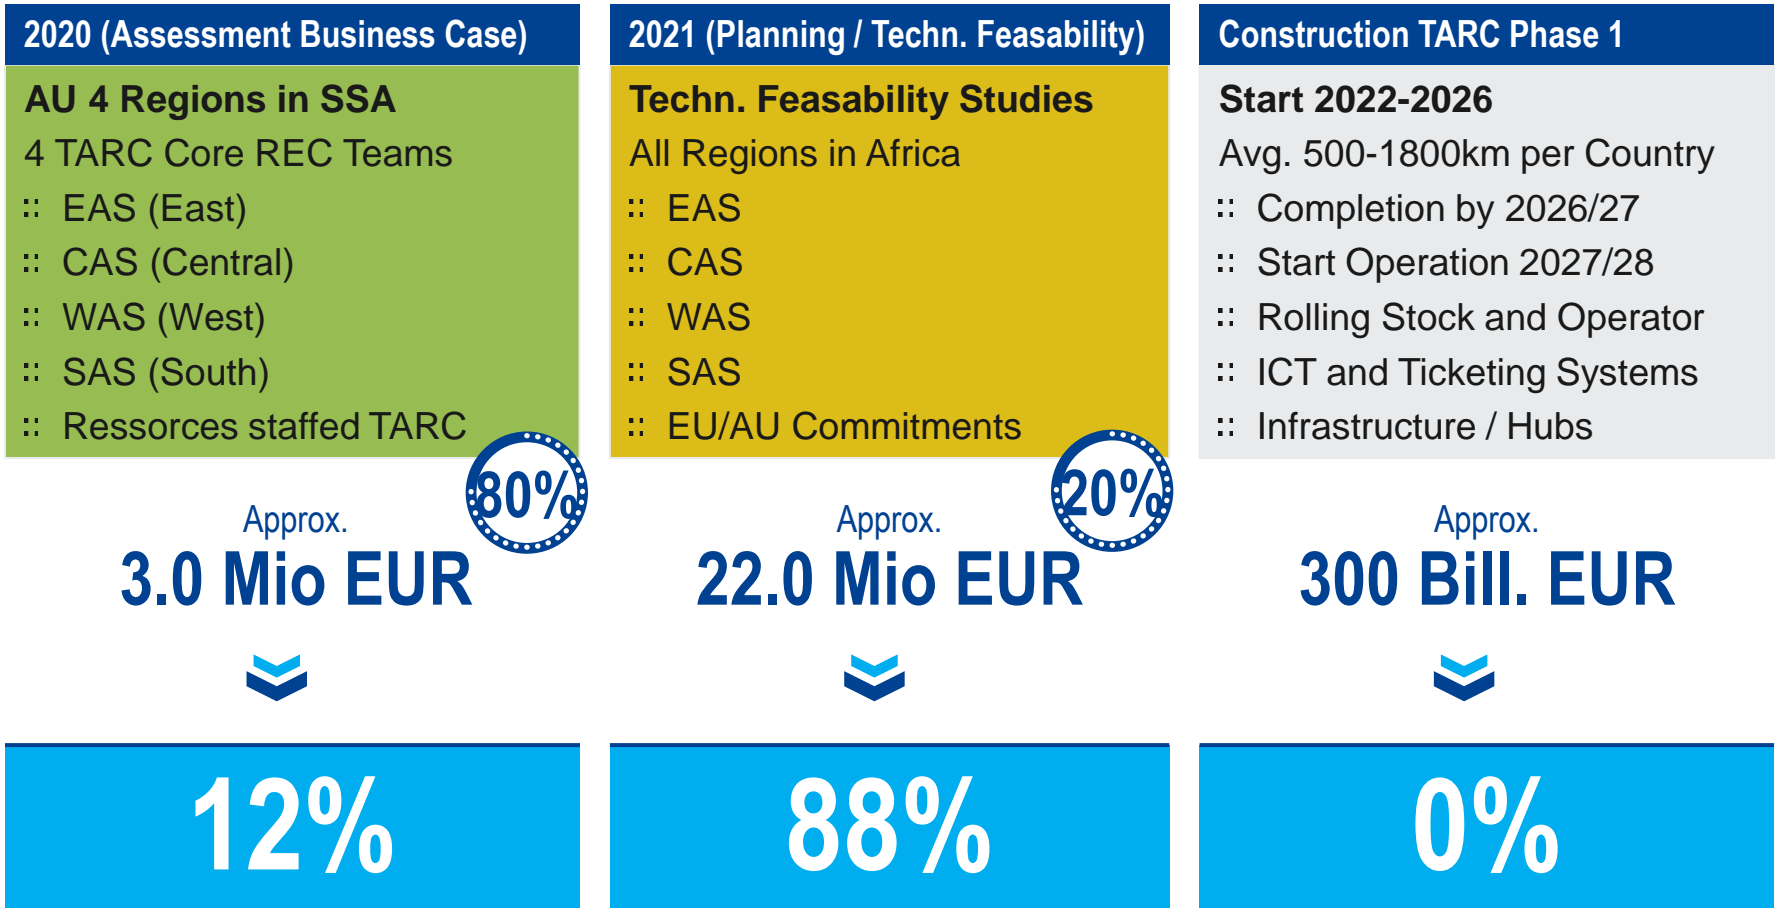 2020 (Assessment Business Case)
AU 4 Regions in SSA
4 TARC Core REC Teams
:: EAS (East)
:: CAS (Central)
:: WAS (West)
:: SAS (South)
:: Ressorces staffed TARC
80%
Approx.
3.0 Mio EUR
12%
2021 (Planning / Techn. Feasability)
Techn. Feasability Studies
All Regions in Africa
:: EAS
:: CAS
:: WAS
:: SAS
:: EU/AU Commitments
20%
Approx.
22.0 Mio EUR
88%
Construction TARC Phase 1
Start 2022-2026
Avg. 500-1800km per Country
:: Completion by 2026/27
:: Start Operation 2027/28
:: Rolling Stock and Operator
:: ICT and Ticketing Systems
:: Infrastructure / Hubs
Approx.
300 Bill. EUR
0%